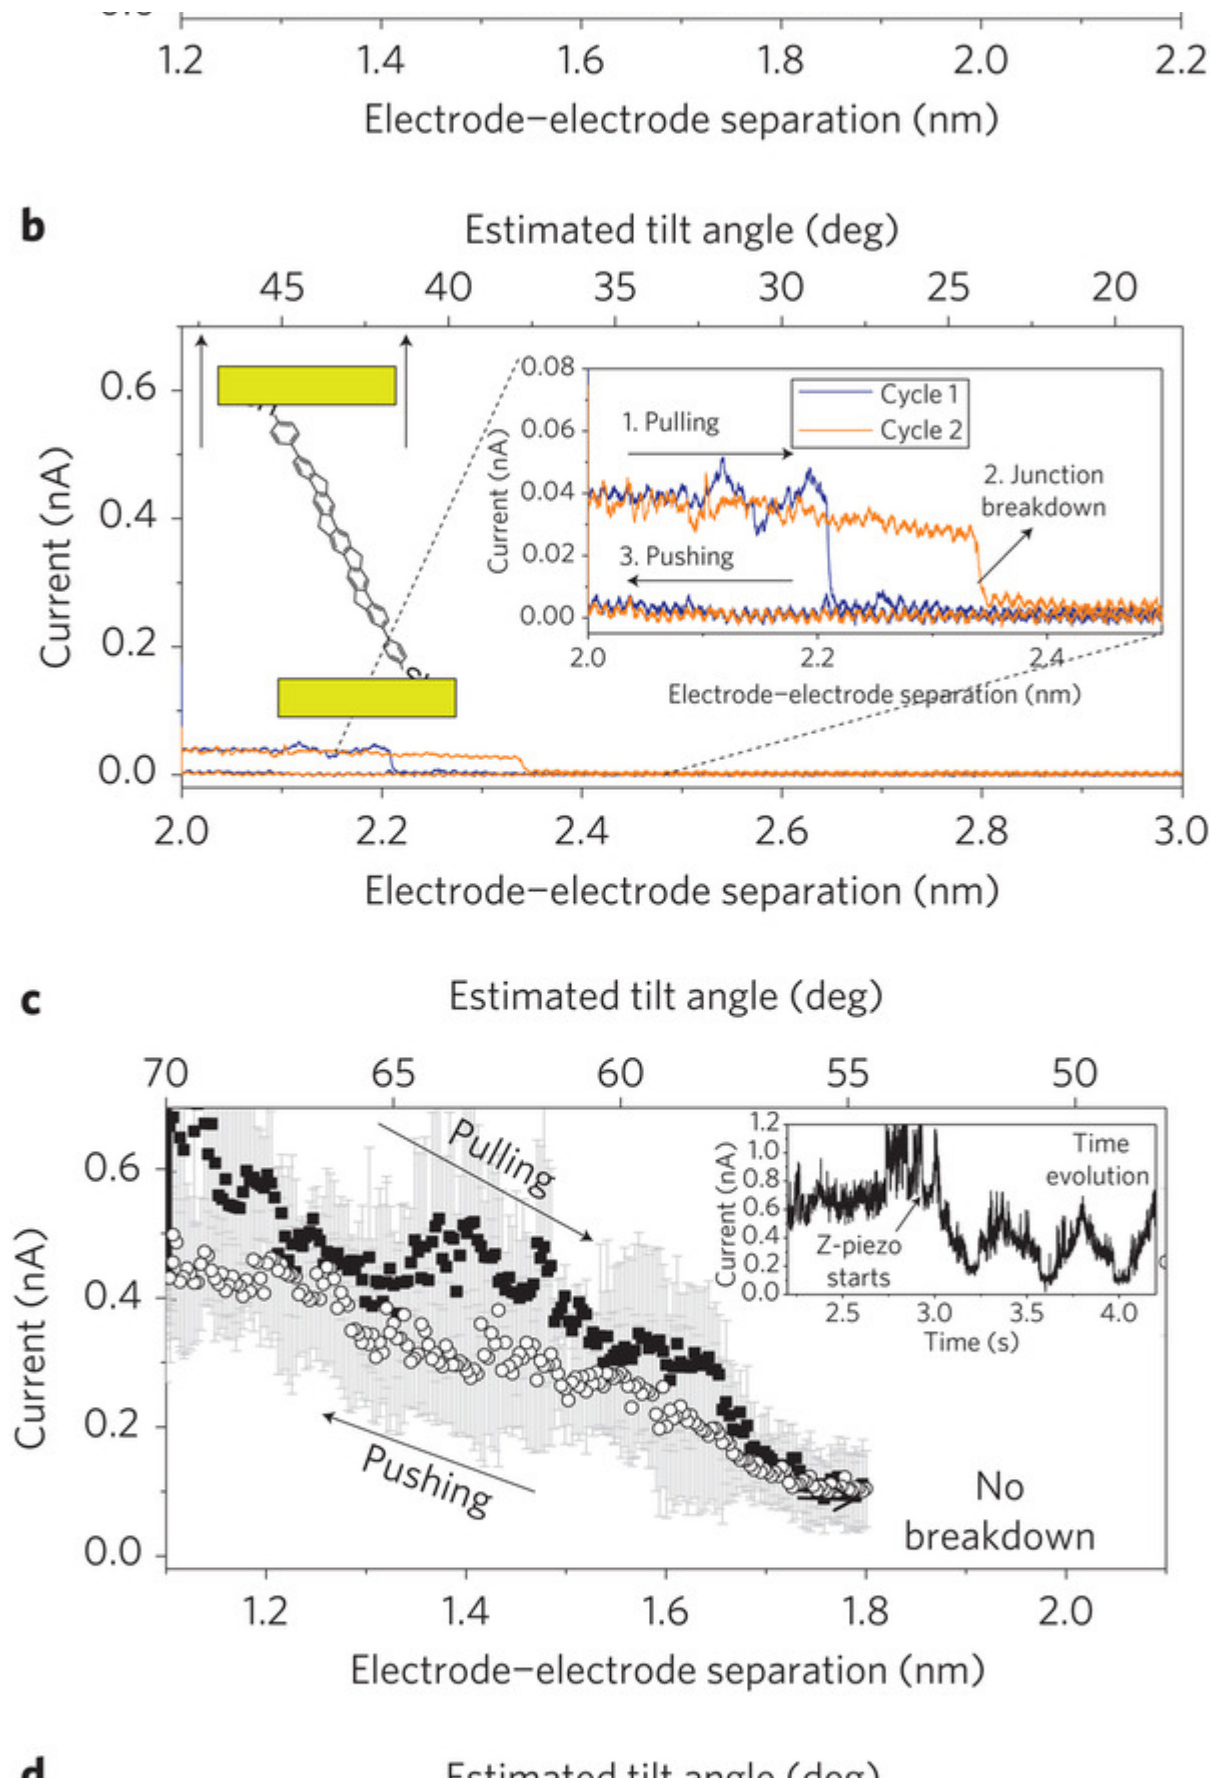 1.2 1.4 1.6 1.8 2.0 2.2
Electrode–electrode separation (nm)
b
Estimated tilt angle (deg)
45 40 35 30 25 20
0.6
0.4
0.2
0.0
Current (nA)
0.08
0.06
0.04
0.02
0.00
Current (nA)
Cycle 1
Cycle 2
1. Pulling
2. Junction
breakdown
3. Pushing
2.0 2.2 2.4
Electrode–electrode separation (nm)
2.0 2.2 2.4 2.6 2.8 3.0
Electrode–electrode separation (nm)
c
Estimated tilt angle (deg)
70 65 60 55 50
0.6
0.4
0.2
0.0
Current (nA)
Pulling
Pushing
1.2
1.0
0.8
0.6
0.4
0.2
0.0
Current (nA)
Time
evolution
Z-piezo
starts
2.5 3.0 3.5 4.0
Time (s)
No
breakdown
1.2 1.4 1.6 1.8 2.0
Electrode–electrode separation (nm)
d
Estimated tilt angle (deg)